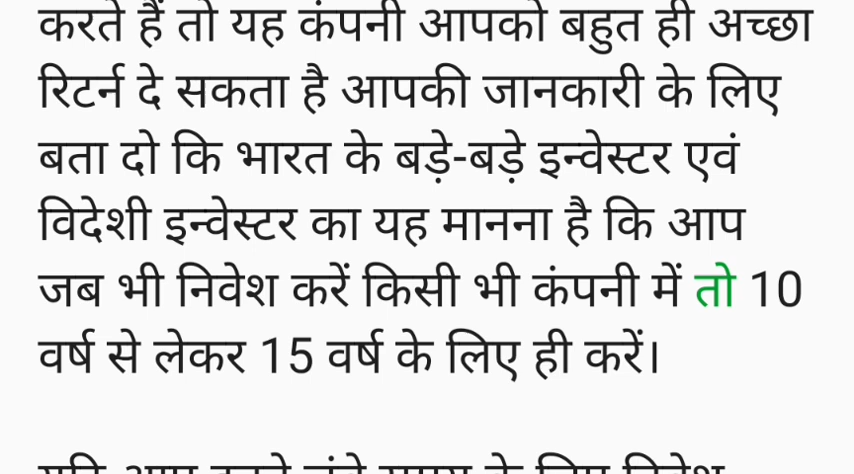 करते हैं तो यह कंपनी आपको बहुत ही अच्छा
रिटर्न दे सकता है आपकी जानकारी के लिए
बता दो कि भारत के बड़े-बड़े इन्वेस्टर एवं
विदेशी इन्वेस्टर का यह मानना है कि आप
जब भी निवेश करें किसी भी कंपनी में तो 10
वर्ष से लेकर 15 वर्ष के लिए ही करें।